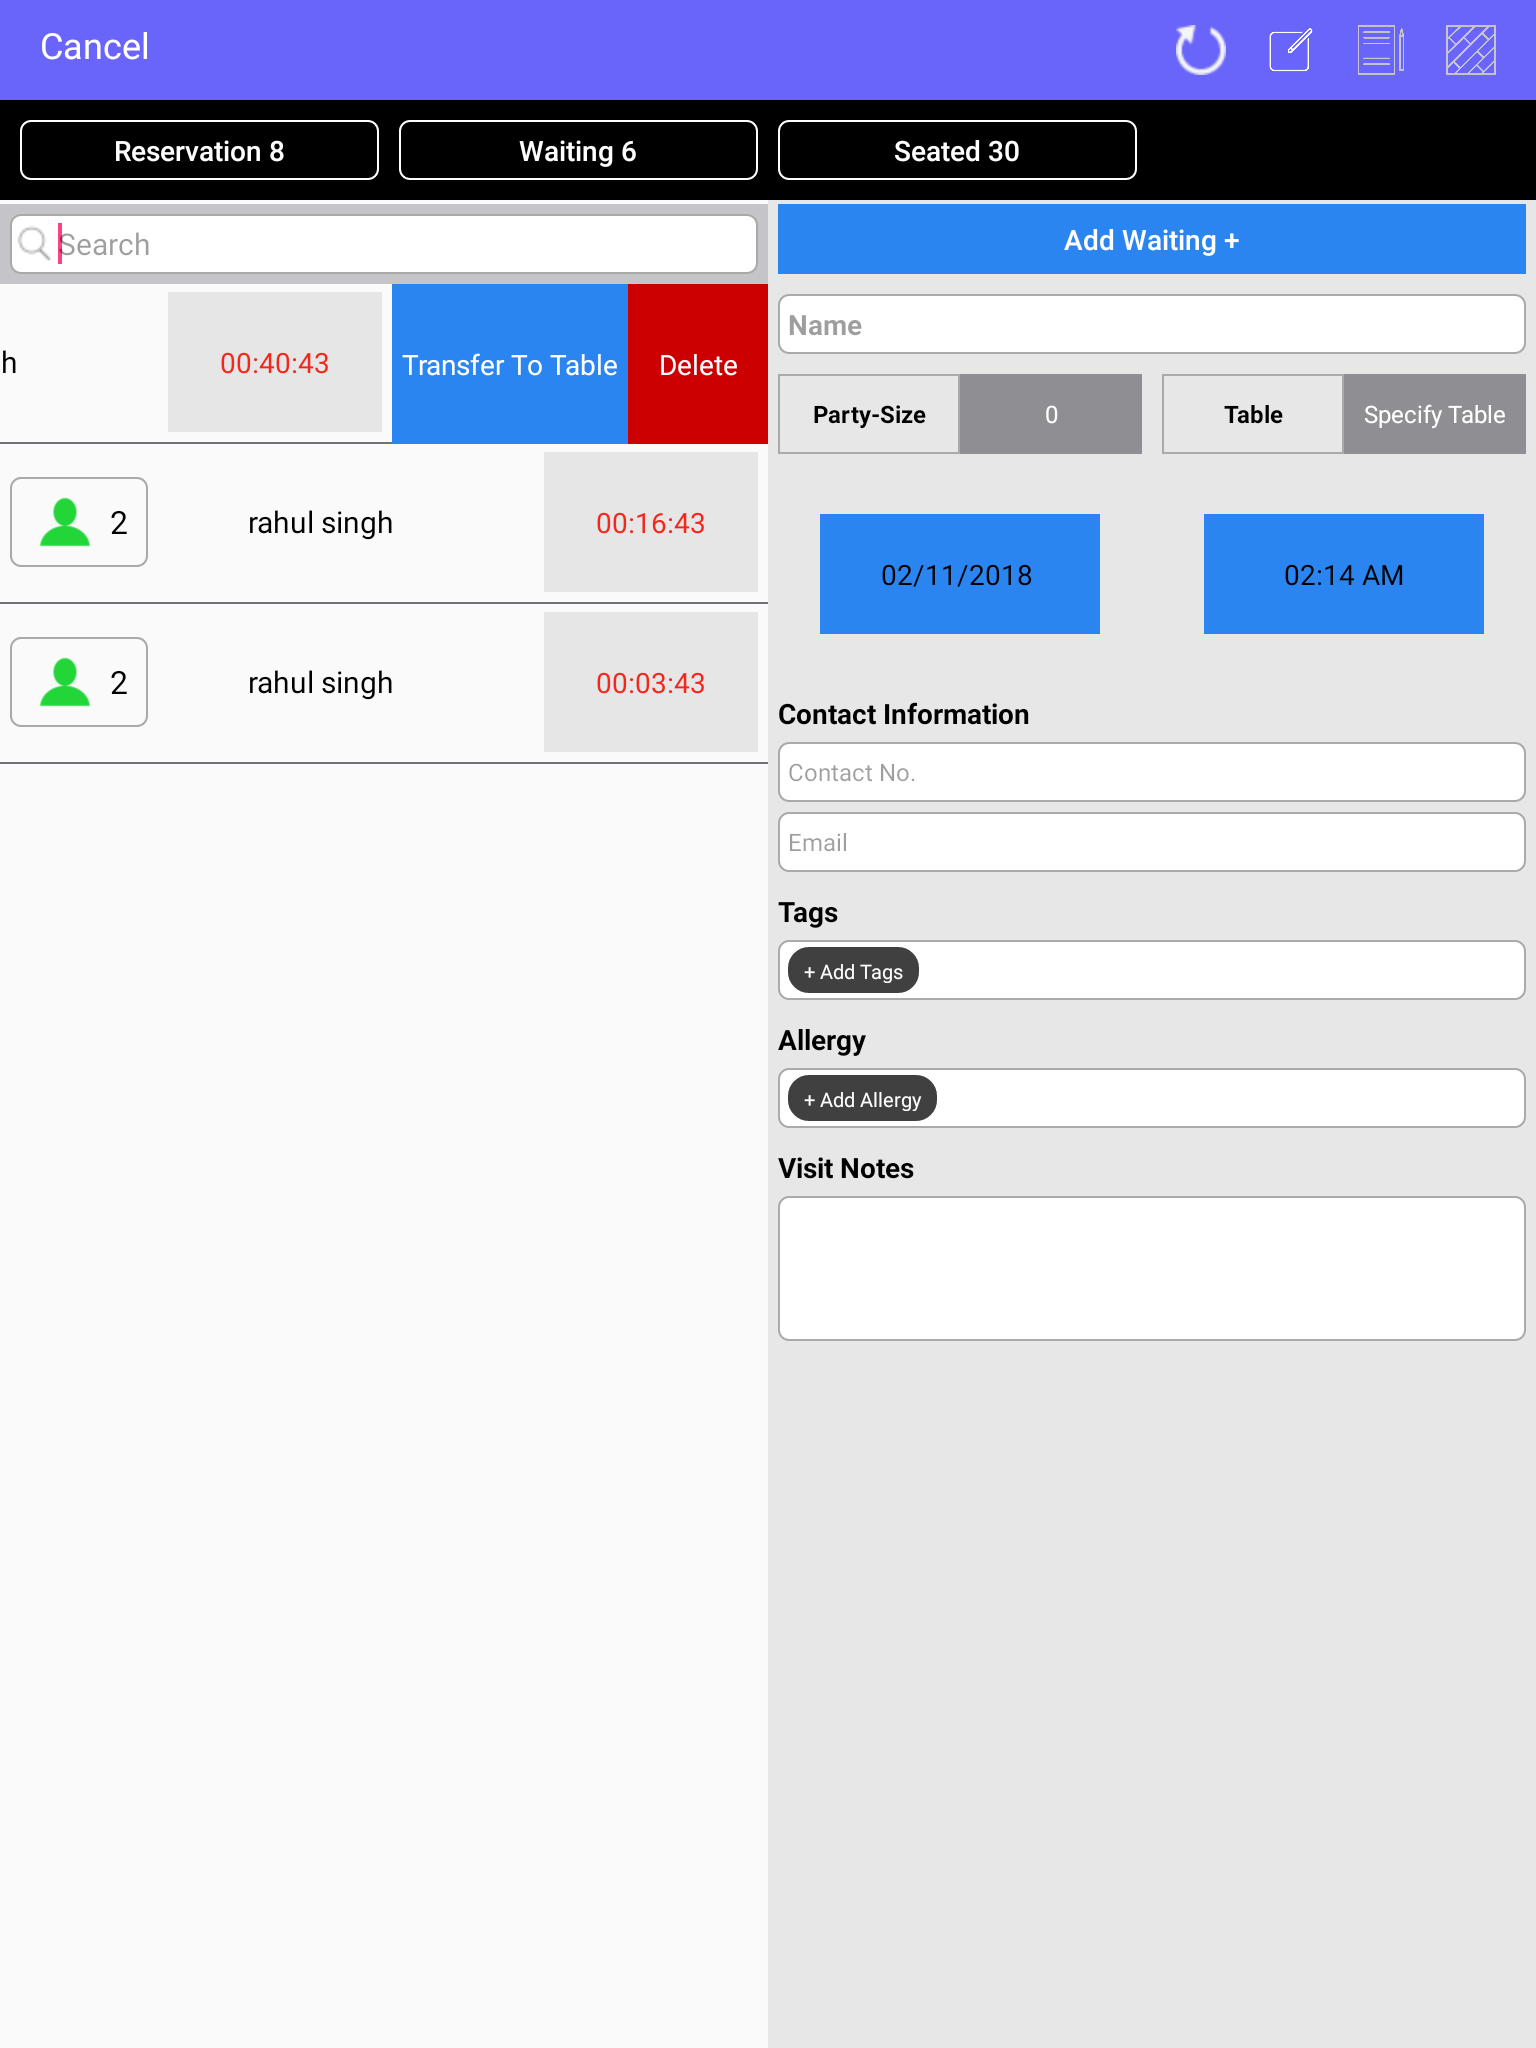 Cancel
Reservation 8
Waiting 6
Seated 30
Search
h
00:40:43
Transfer To Table
Delete
2
rahul singh
00:16:43
2
rahul singh
00:03:43
Add Waiting +
Name
Party-Size
0
Table
Specify Table
02/11/2018
02:14 AM
Contact Information
Contact No.
Email
Tags
+ Add Tags
Allergy
+ Add Allergy
Visit Notes